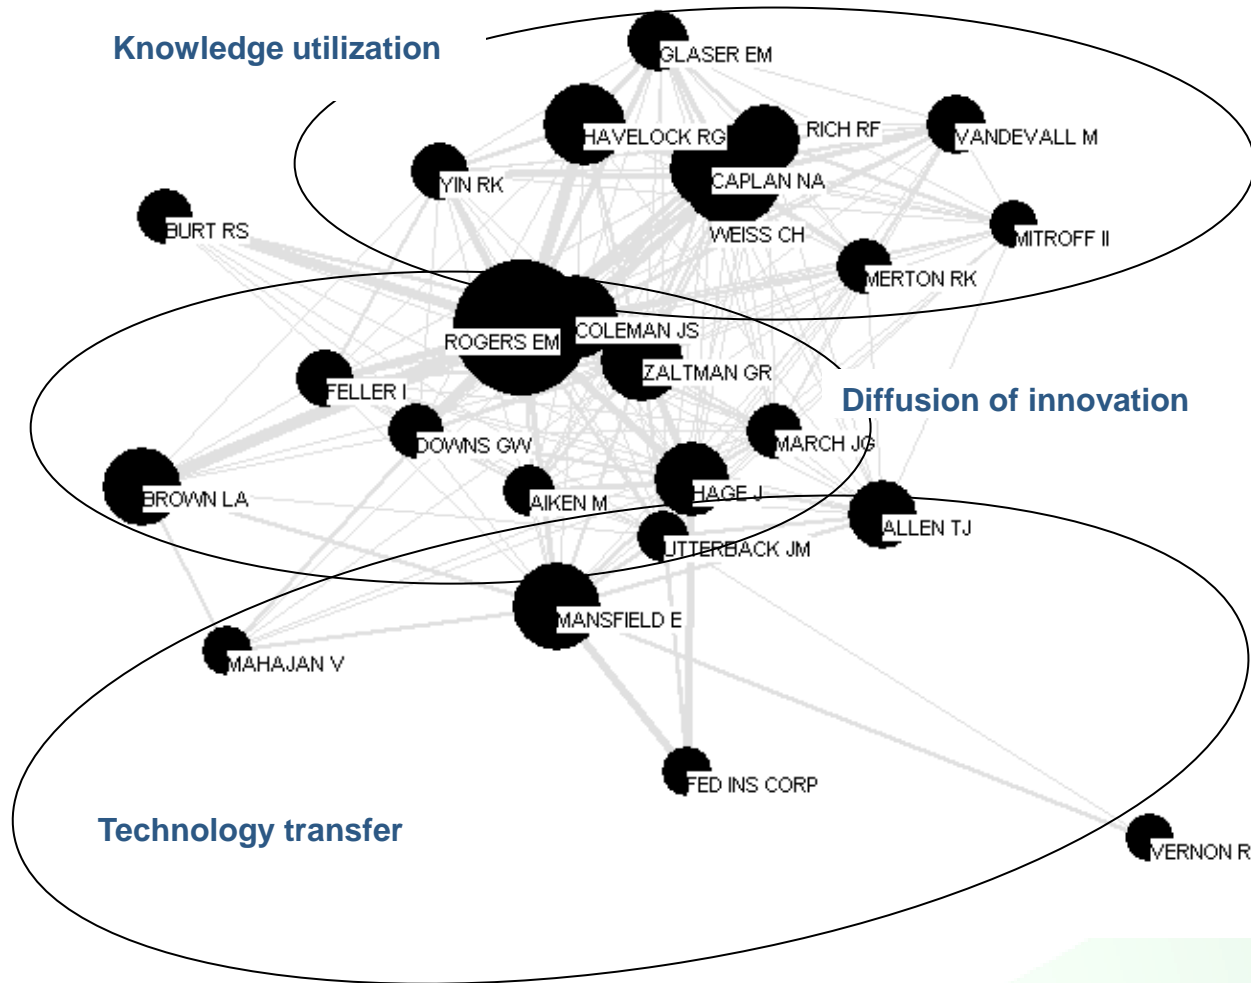 Knowledge utilization
GLASER EM
HAVELOCK RG
RICH RF
VANDEVALL M
YIN RK
CAPLAN NA
BURT RS
WEISS CH
MITROFF II
MERTON RK
COLEMAN JS
ROGERS EM
ZALTMAN GR
FELLER I
Diffusion of innovation
DOWNS GW
MARCH JG
BROWN LA
AIKEN M
HAGE J
ALLEN TJ
UTTERBACK JM
MANSFIELD E
MAHAJAN V
FED INS CORP
Technology transfer
VERNON R